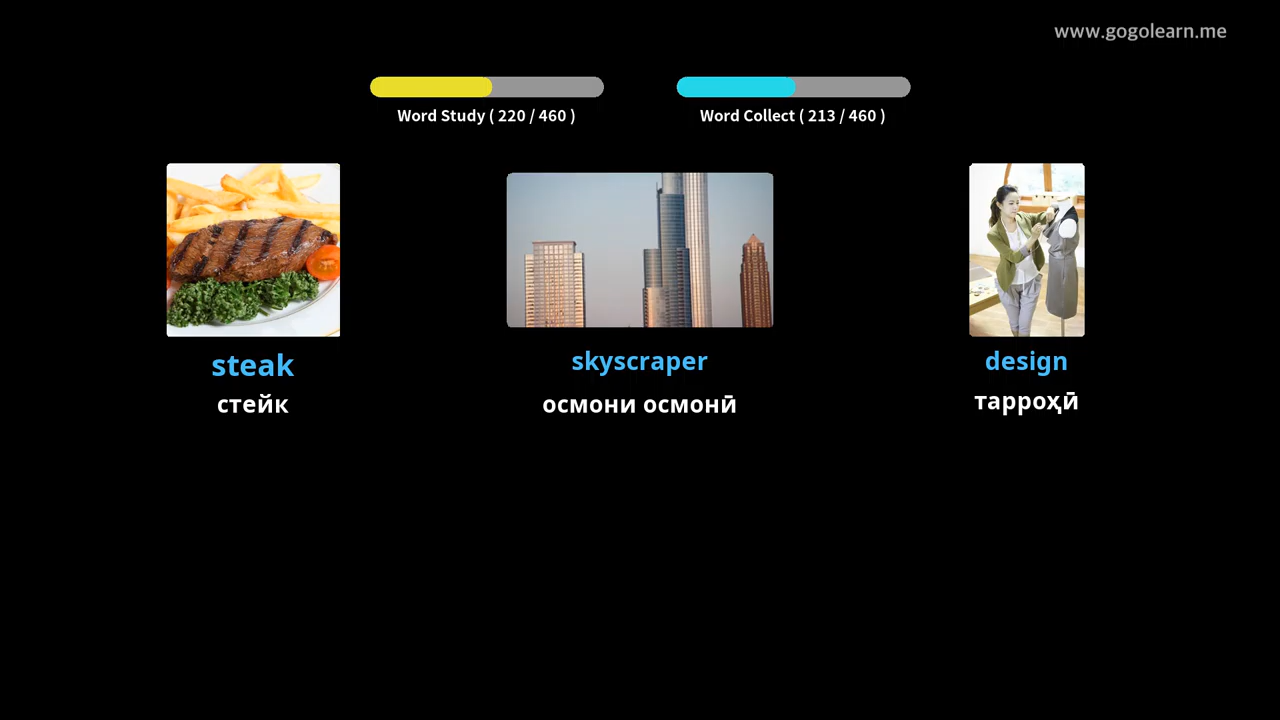 www.gogolearn.me
Word Study ( 220 / 460 )
Word Collect ( 213 / 460 )
steak
skyscraper
design
стейк
осмони осмонӣ
тарроҳӣ